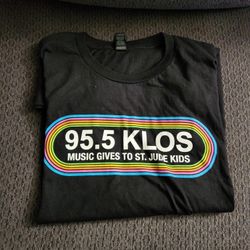 95.5 KLOS
MUSIC GIVES TO ST. JUDE KIDS